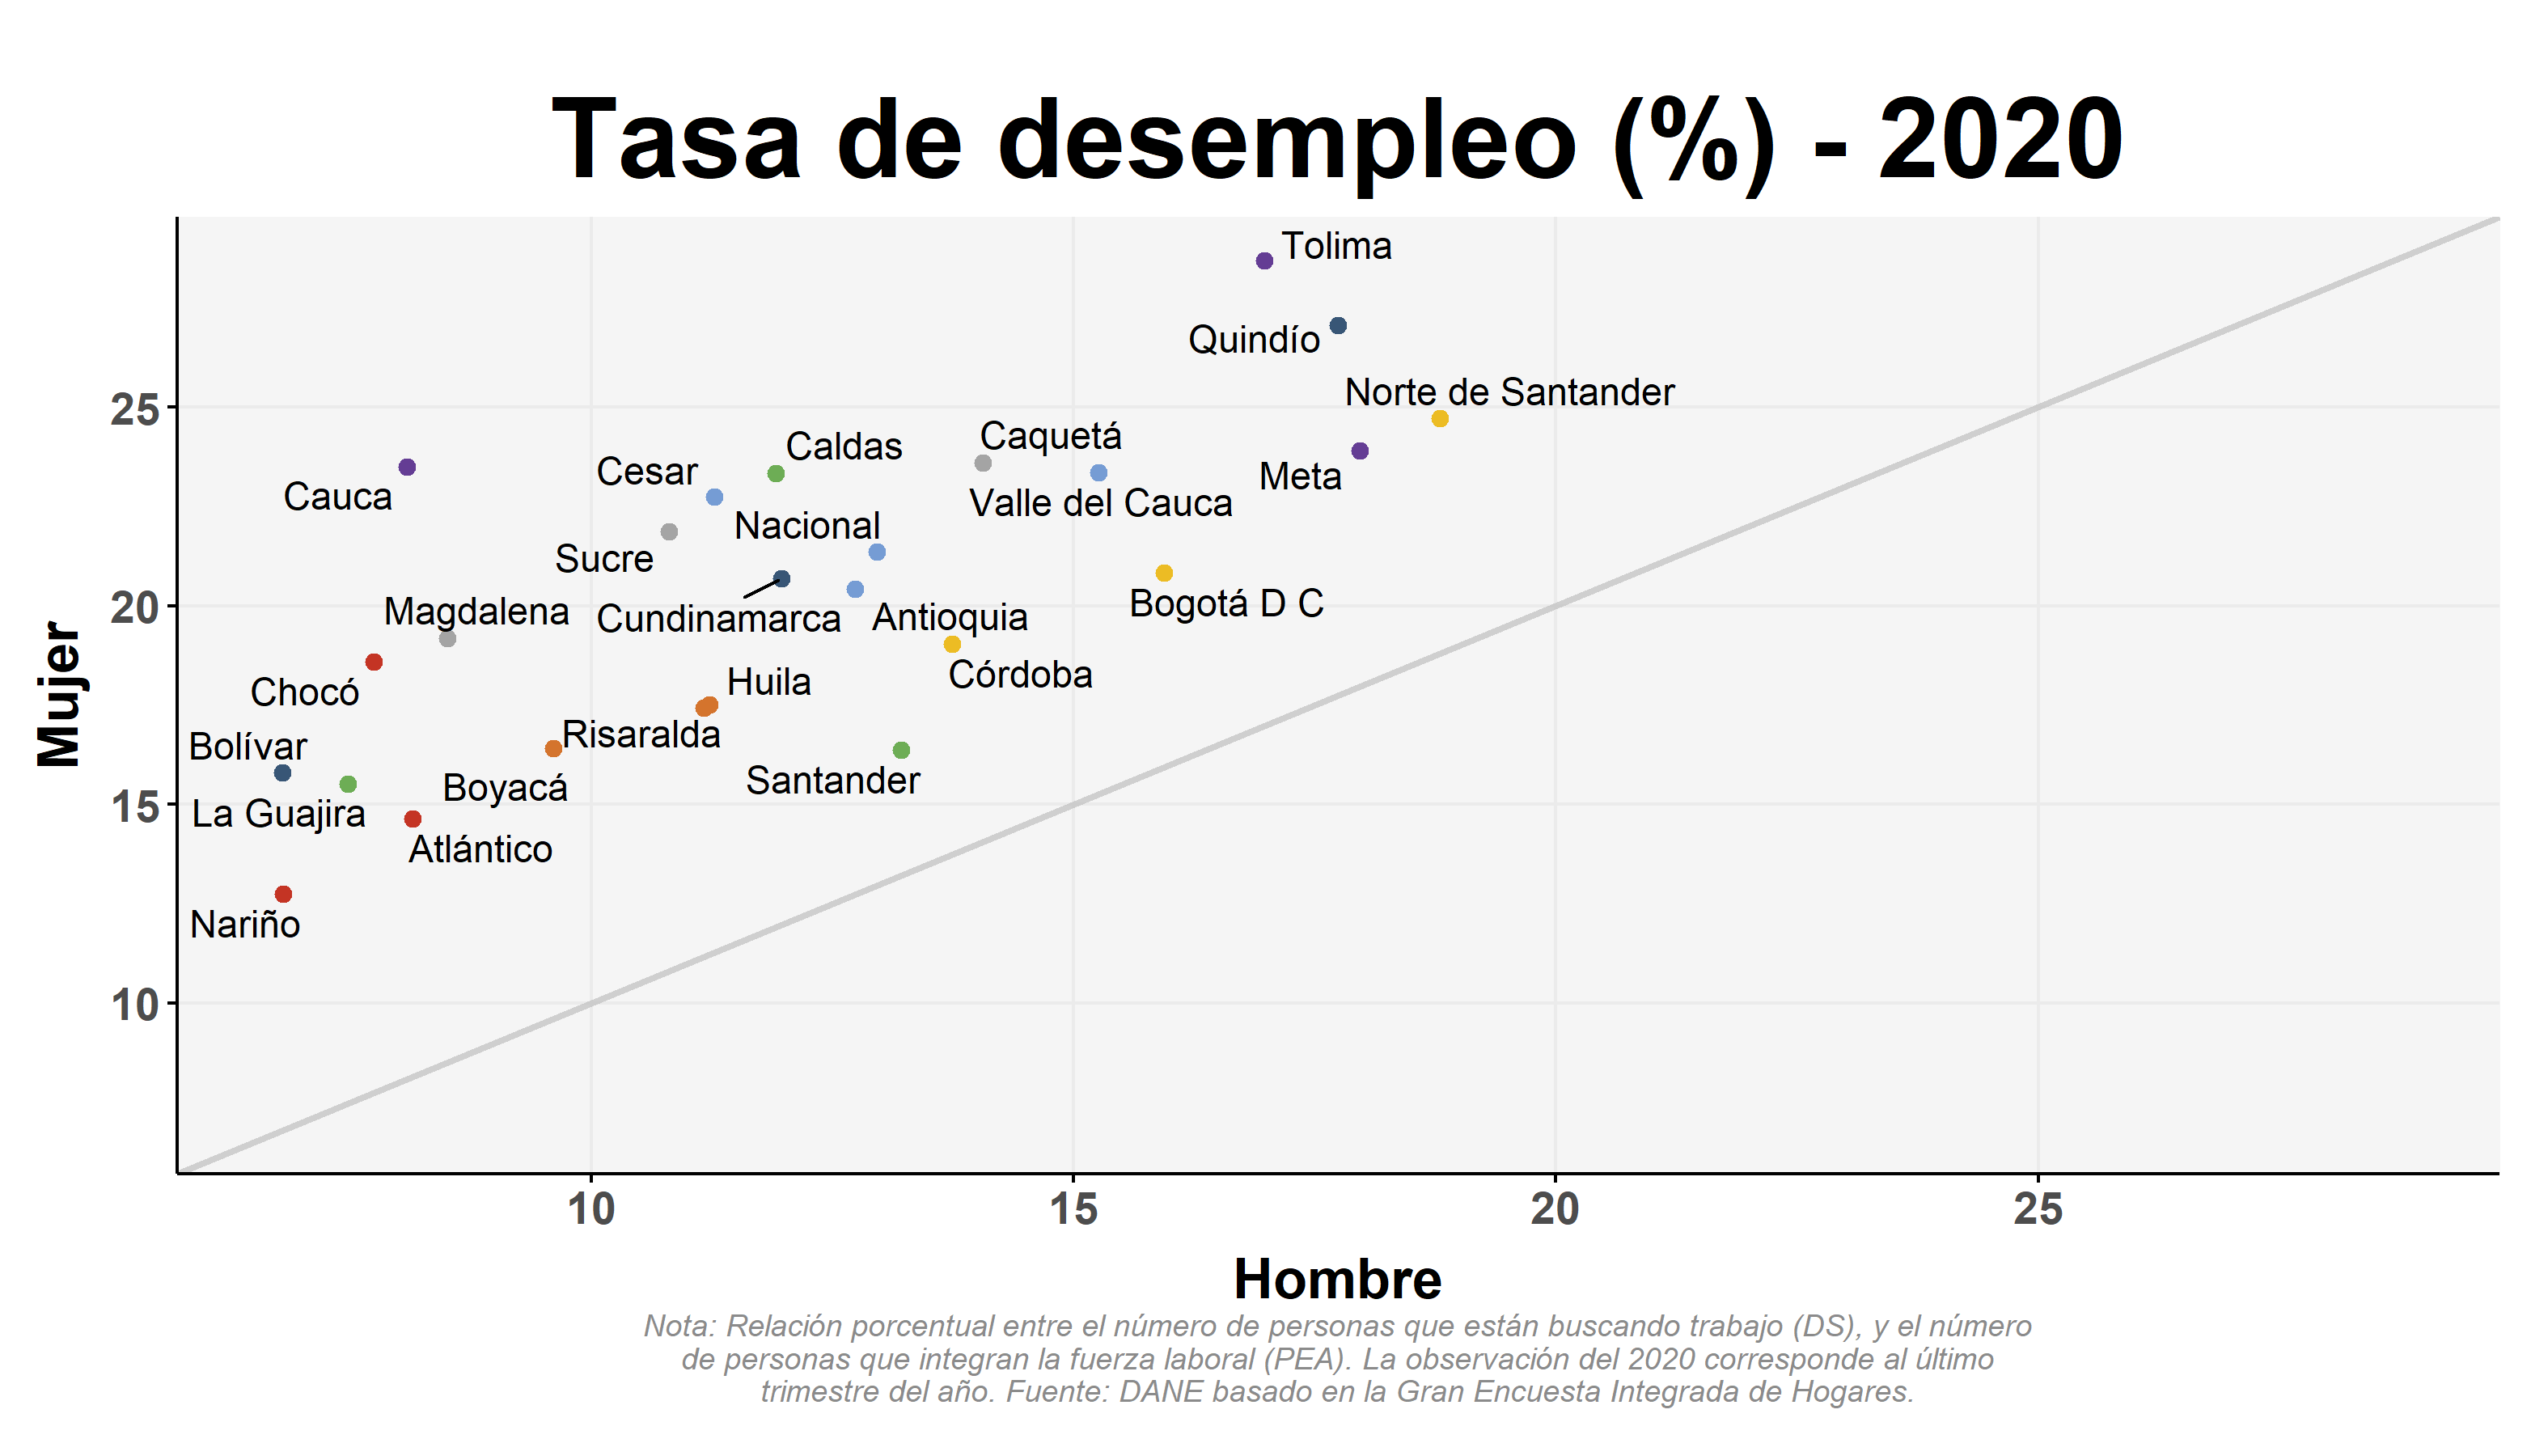 Tasa de desempleo (%) - 2020
Tolima
Quindío
Norte de Santander
Caquetá
Caldas
Cesar
Meta
Cauca
Valle del Cauca
Nacional
Sucre
Bogotá D C
Magdalena
Cundinamarca
Antioquia
Córdoba
Huila
Chocó
Risaralda
Bolívar
Santander
Boyacá
La Guajira
Atlántico
Nariño
25
20
15
10
Mujer
10
15
20
25
Hombre
Nota: Relación porcentual entre el número de personas que están buscando trabajo (DS), y el número
de personas que integran la fuerza laboral (PEA). La observación del 2020 corresponde al último
trimestre del año. Fuente: DANE basado en la Gran Encuesta Integrada de Hogares.